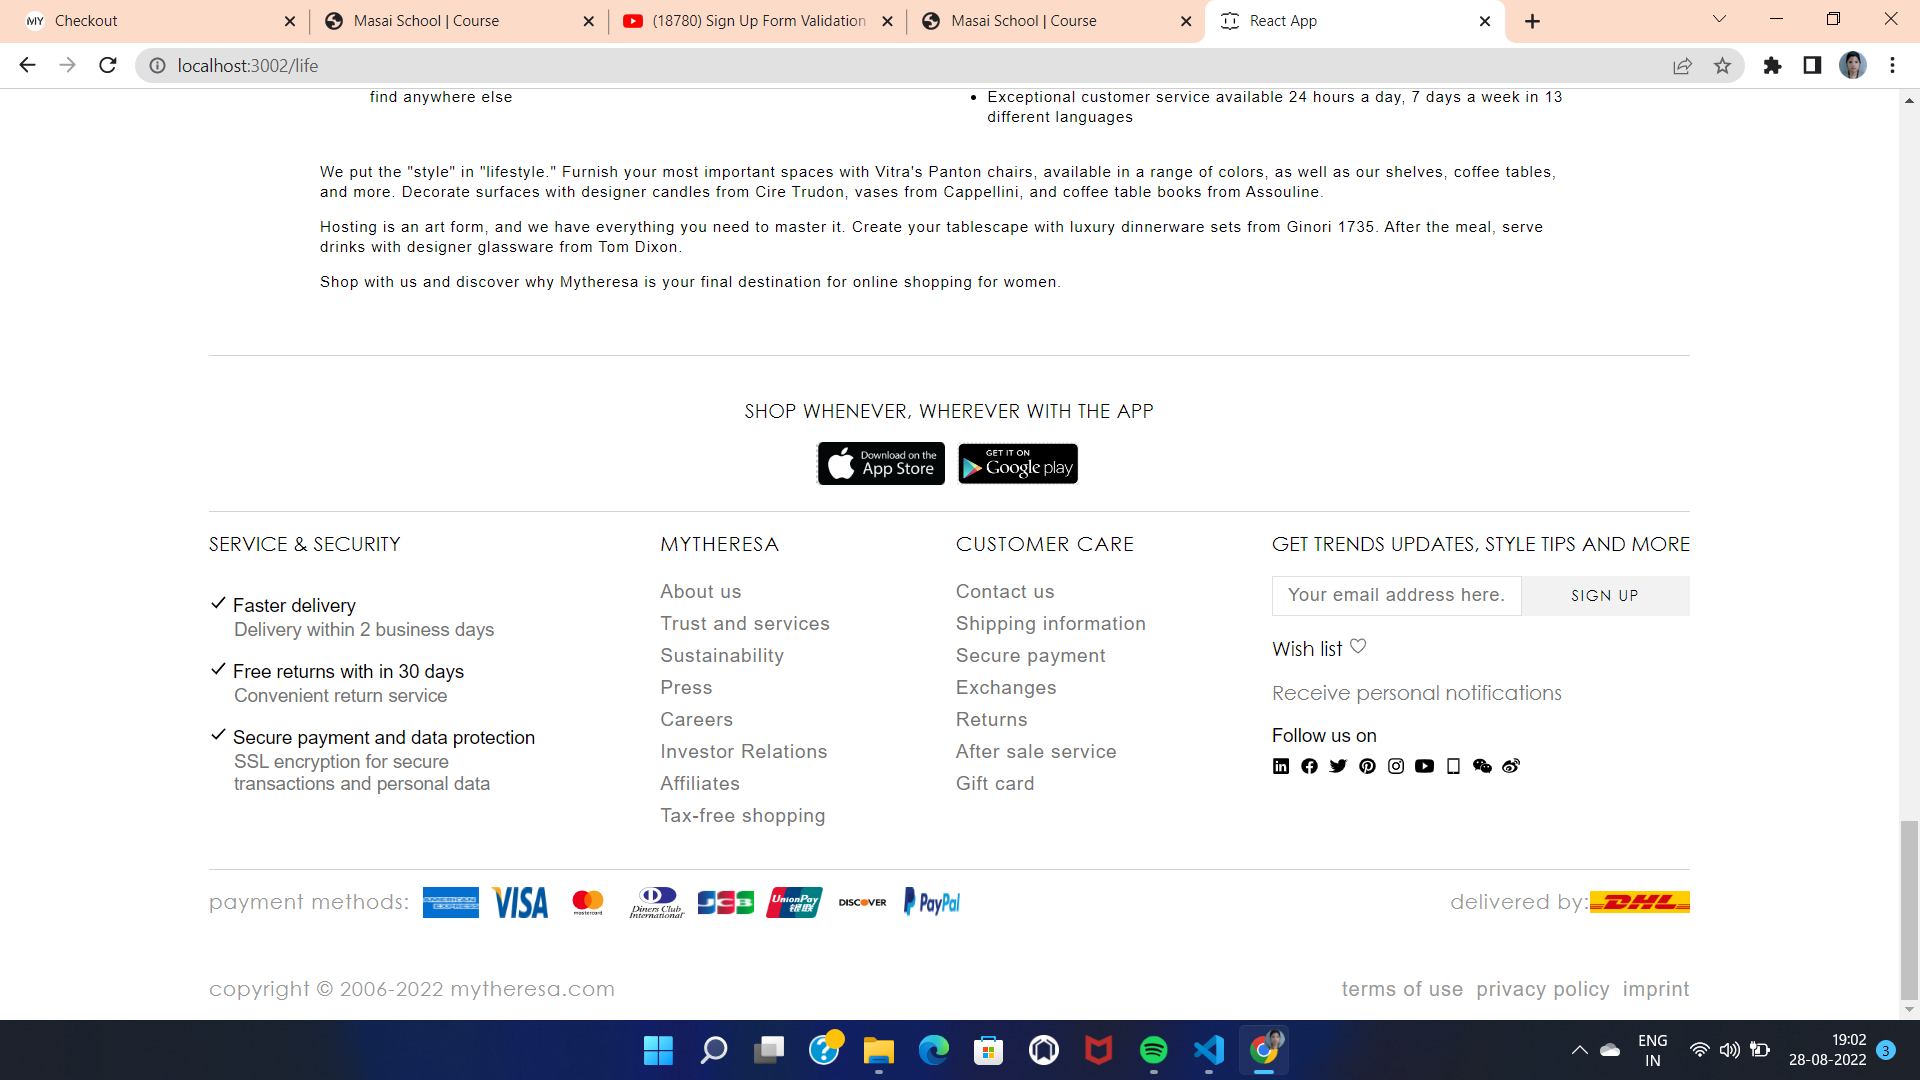 MY Checkout
Masai School | Course
(18780) Sign Up Form Validation
Masai School | Course
React App
localhost:3002/life
find anywhere else
• Exceptional customer service available 24 hours a day, 7 days a week in 13
different languages
We put the "style" in "lifestyle." Furnish your most important spaces with Vitra's Panton chairs, available in a range of colors, as well as our shelves, coffee tables,
and more. Decorate surfaces with designer candles from Cire Trudon, vases from Cappellini, and coffee table books from Assouline.
Hosting is an art form, and we have everything you need to master it. Create your tablescape with luxury dinnerware sets from Ginori 1735. After the meal, serve
drinks with designer glassware from Tom Dixon.
Shop with us and discover why Mytheresa is your final destination for online shopping for women.
SHOP WHENEVER, WHEREVER WITH THE APP
Download on the
App Store
GET IT ON
Google play
SERVICE & SECURITY
Faster delivery
Delivery within 2 business days
Free returns with in 30 days
Convenient return service
Secure payment and data protection
SSL encryption for secure
transactions and personal data
MYTHERESA
About us
Trust and services
Sustainability
Press
Careers
Investor Relations
Affiliates
Tax-free shopping
CUSTOMER CARE
Contact us
Shipping information
Secure payment
Exchanges
Returns
After sale service
Gift card
GET TRENDS UPDATES, STYLE TIPS AND MORE
Your email address here.
SIGN UP
Wish list
Receive personal notifications
Follow us on
payment methods:
AMERICAN EXPRESS
VISA
mastercard
Diners Club International
JCB
UnionPay 银联
DISCOVER
PayPal
delivered by:
DHL
copyright © 2006-2022 mytheresa.com
terms of use privacy policy imprint
ENG
IN
19:02
28-08-2022
3